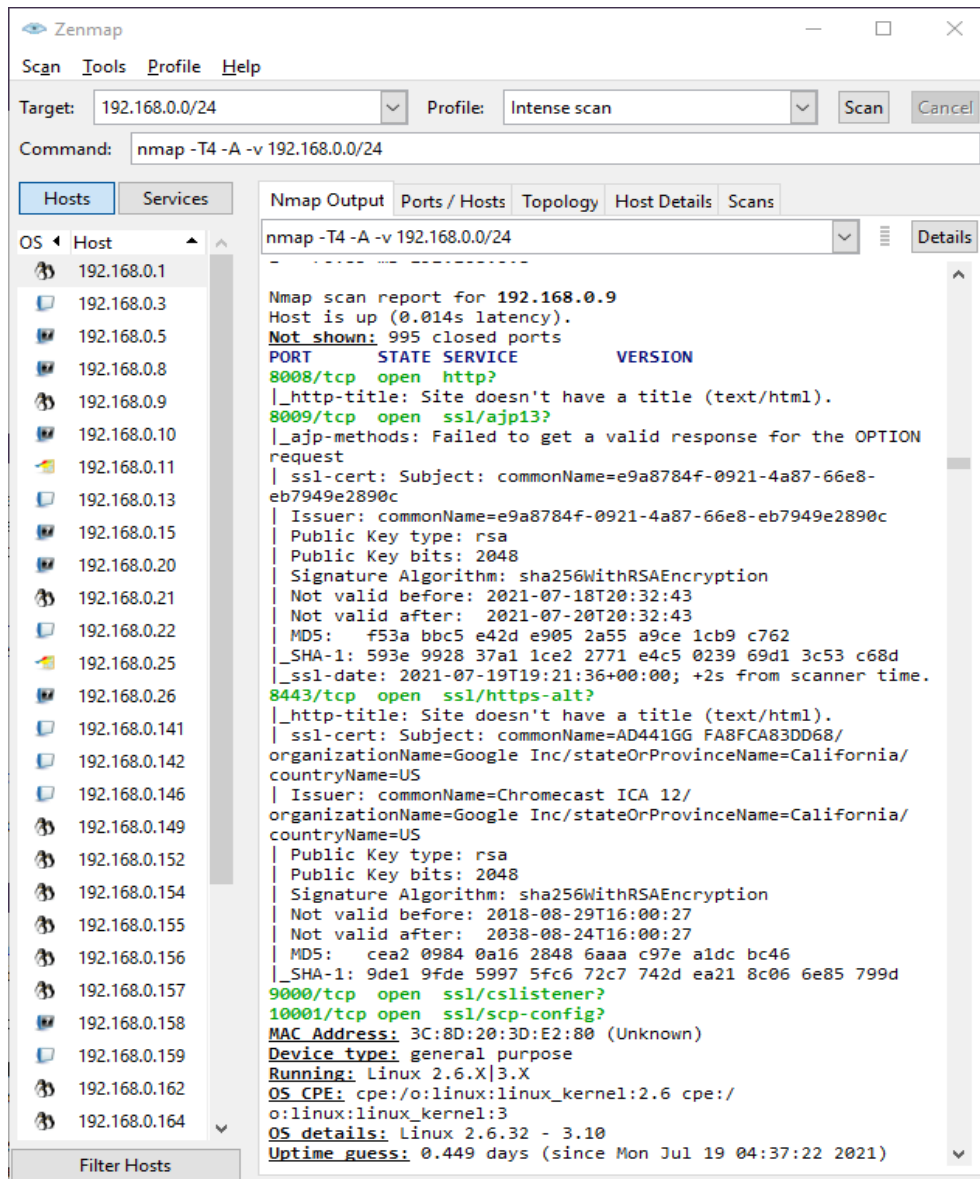 Zenmap
Scan Tools Profile Help
Target: 192.168.0.0/24 Profile: Intense scan Scan Cancel
Command: nmap -T4 -A -v 192.168.0.0/24
Hosts Services
OS Host
192.168.0.1
192.168.0.3
192.168.0.5
192.168.0.8
192.168.0.9
192.168.0.10
192.168.0.11
192.168.0.13
192.168.0.15
192.168.0.20
192.168.0.21
192.168.0.22
192.168.0.25
192.168.0.26
192.168.0.141
192.168.0.142
192.168.0.146
192.168.0.149
192.168.0.152
192.168.0.154
192.168.0.155
192.168.0.156
192.168.0.157
192.168.0.158
192.168.0.159
192.168.0.162
192.168.0.164
Filter Hosts
Nmap Output Ports / Hosts Topology Host Details Scans
nmap -T4 -A -v 192.168.0.0/24 Details
Nmap scan report for 192.168.0.9
Host is up (0.014s latency).
Not shown: 995 closed ports
PORT STATE SERVICE VERSION
8008/tcp open http?
|_http-title: Site doesn't have a title (text/html).
8009/tcp open ssl/ajp13?
|_ajp-methods: Failed to get a valid response for the OPTION
request
| ssl-cert: Subject: commonName=e9a8784f-0921-4a87-66e8-
eb7949e2890c
| Issuer: commonName=e9a8784f-0921-4a87-66e8-eb7949e2890c
| Public Key type: rsa
| Public Key bits: 2048
| Signature Algorithm: sha256WithRSAEncryption
| Not valid before: 2021-07-18T20:32:43
| Not valid after: 2021-07-20T20:32:43
| MD5: f53a bbc5 e42d e905 2a55 a9ce 1cb9 c762
|_SHA-1: 593e 9928 37a1 1ce2 2771 e4c5 0239 69d1 3c53 c68d
|_ssl-date: 2021-07-19T19:21:36+00:00; +2s from scanner time.
8443/tcp open ssl/https-alt?
|_http-title: Site doesn't have a title (text/html).
| ssl-cert: Subject: commonName=AD441GG FA8FCA83DD68/
organizationName=Google Inc/stateOrProvinceName=California/
countryName=US
| Issuer: commonName=Chromecast ICA 12/
organizationName=Google Inc/stateOrProvinceName=California/
countryName=US
| Public Key type: rsa
| Public Key bits: 2048
| Signature Algorithm: sha256WithRSAEncryption
| Not valid before: 2018-08-29T16:00:27
| Not valid after: 2038-08-24T16:00:27
| MD5: cea2 0984 0a16 2848 6aaa c97e a1dc bc46
|_SHA-1: 9de1 9fde 5997 5fc6 72c7 742d ea21 8c06 6e85 799d
9000/tcp open ssl/cslistener?
10001/tcp open ssl/scp-config?
MAC Address: 3C:8D:20:3D:E2:80 (Unknown)
Device type: general purpose
Running: Linux 2.6.X|3.X
OS CPE: cpe:/o:linux:linux_kernel:2.6 cpe:/
o:linux:linux_kernel:3
OS details: Linux 2.6.32 - 3.10
Uptime guess: 0.449 days (since Mon Jul 19 04:37:22 2021)